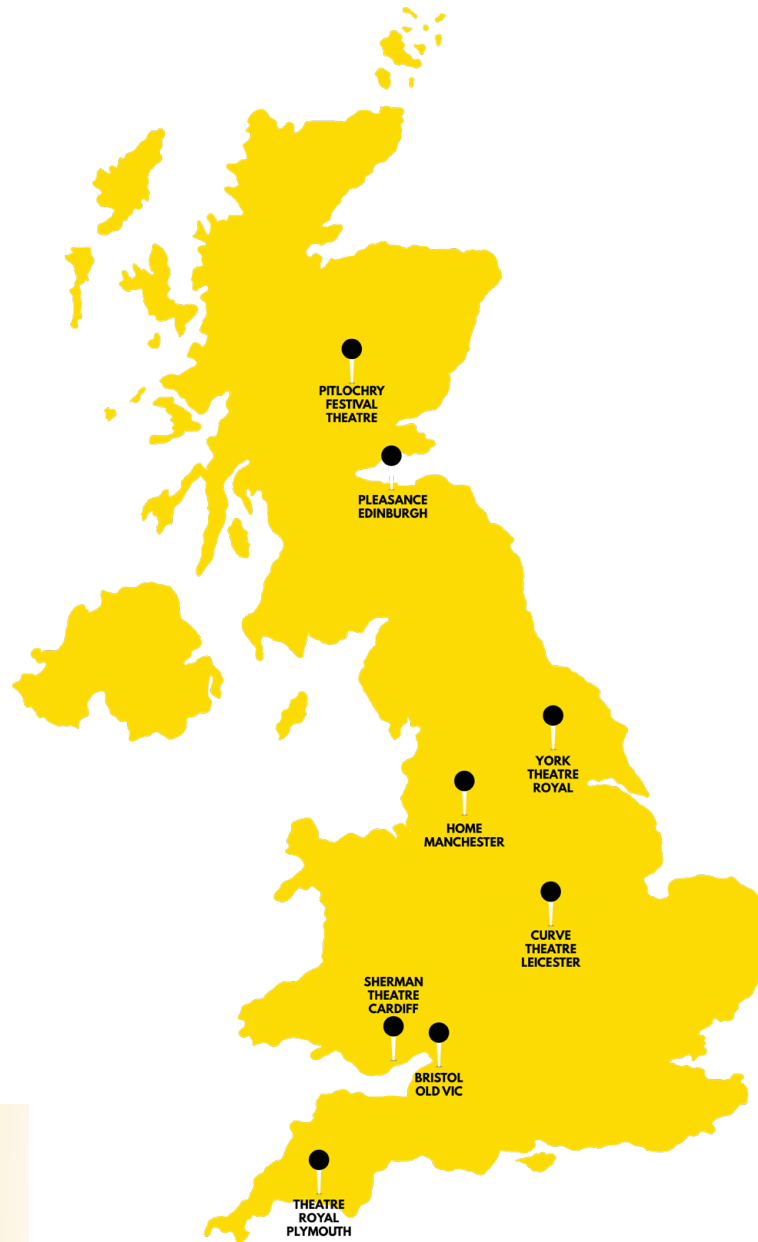 PITLOCHRY
FESTIVAL
THEATRE
PLEASANCE
EDINBURGH
YORK
THEATRE
ROYAL
HOME
MANCHESTER
CURVE
THEATRE
LEICESTER
SHERMAN
THEATRE
CARDIFF
BRISTOL
OLD VIC
THEATRE
ROYAL
PLYMOUTH